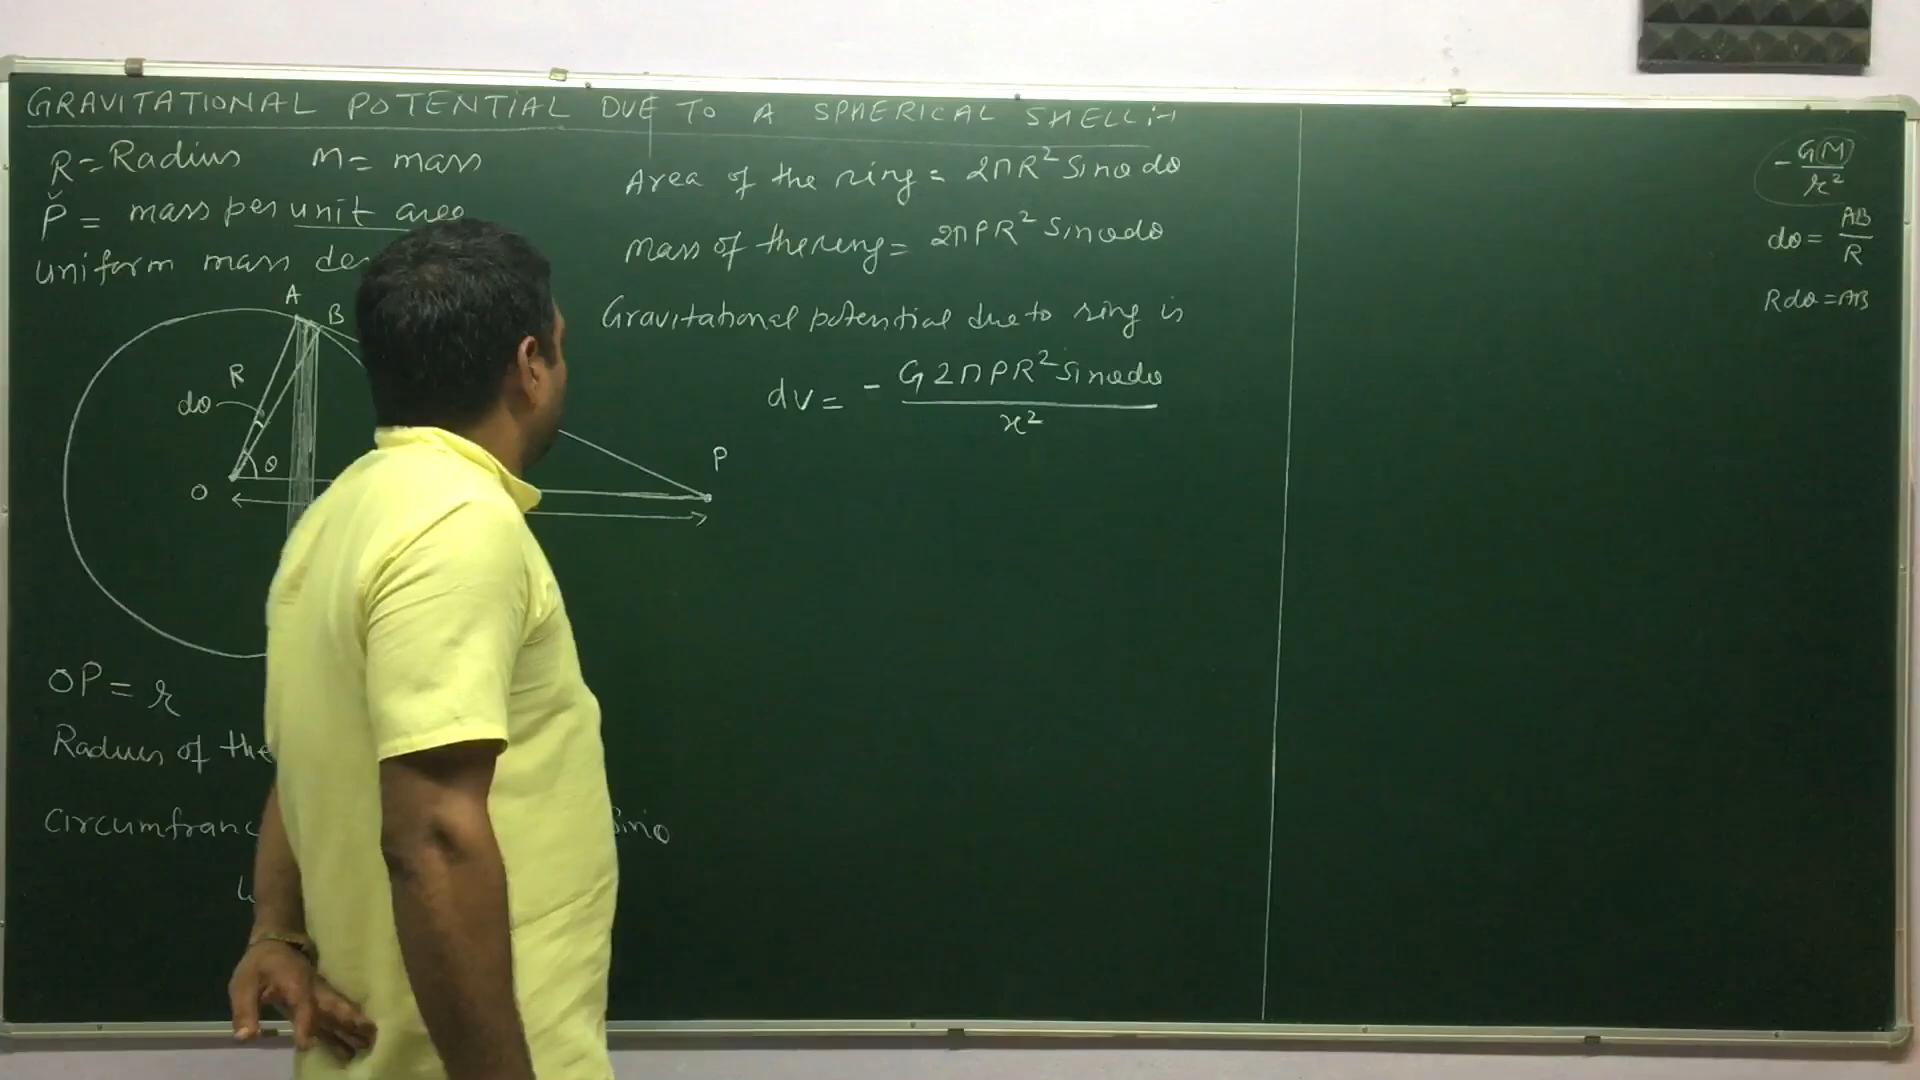 GRAVITATIONAL POTENTIAL DUE TO A SPHERICAL SHELL:-
R = Radius M = mass
ρ = mass per unit area
uniform mass
A
B
R
dθ
θ
O
P
OP = r
Radius of the
Circumfranc
Sinθ
Area of the ring = 2πR² Sinθ dθ
Mass of the ring = 2πρR² Sinθdθ
Gravitational potential due to ring is
dv = - G2πρR² Sinθdθ / x²
- GM / r²
dθ = AB / R
Rdθ = AB